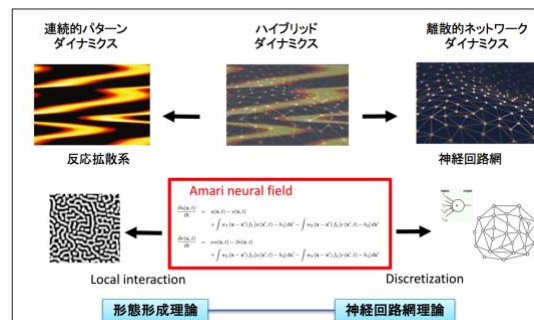 連続的パターン
ダイナミクス
ハイブリッド
ダイナミクス
離散的ネットワーク
ダイナミクス
反応拡散系
神経回路網
Amari neural field
Local interaction
Discretization
形態形成理論
神経回路網理論